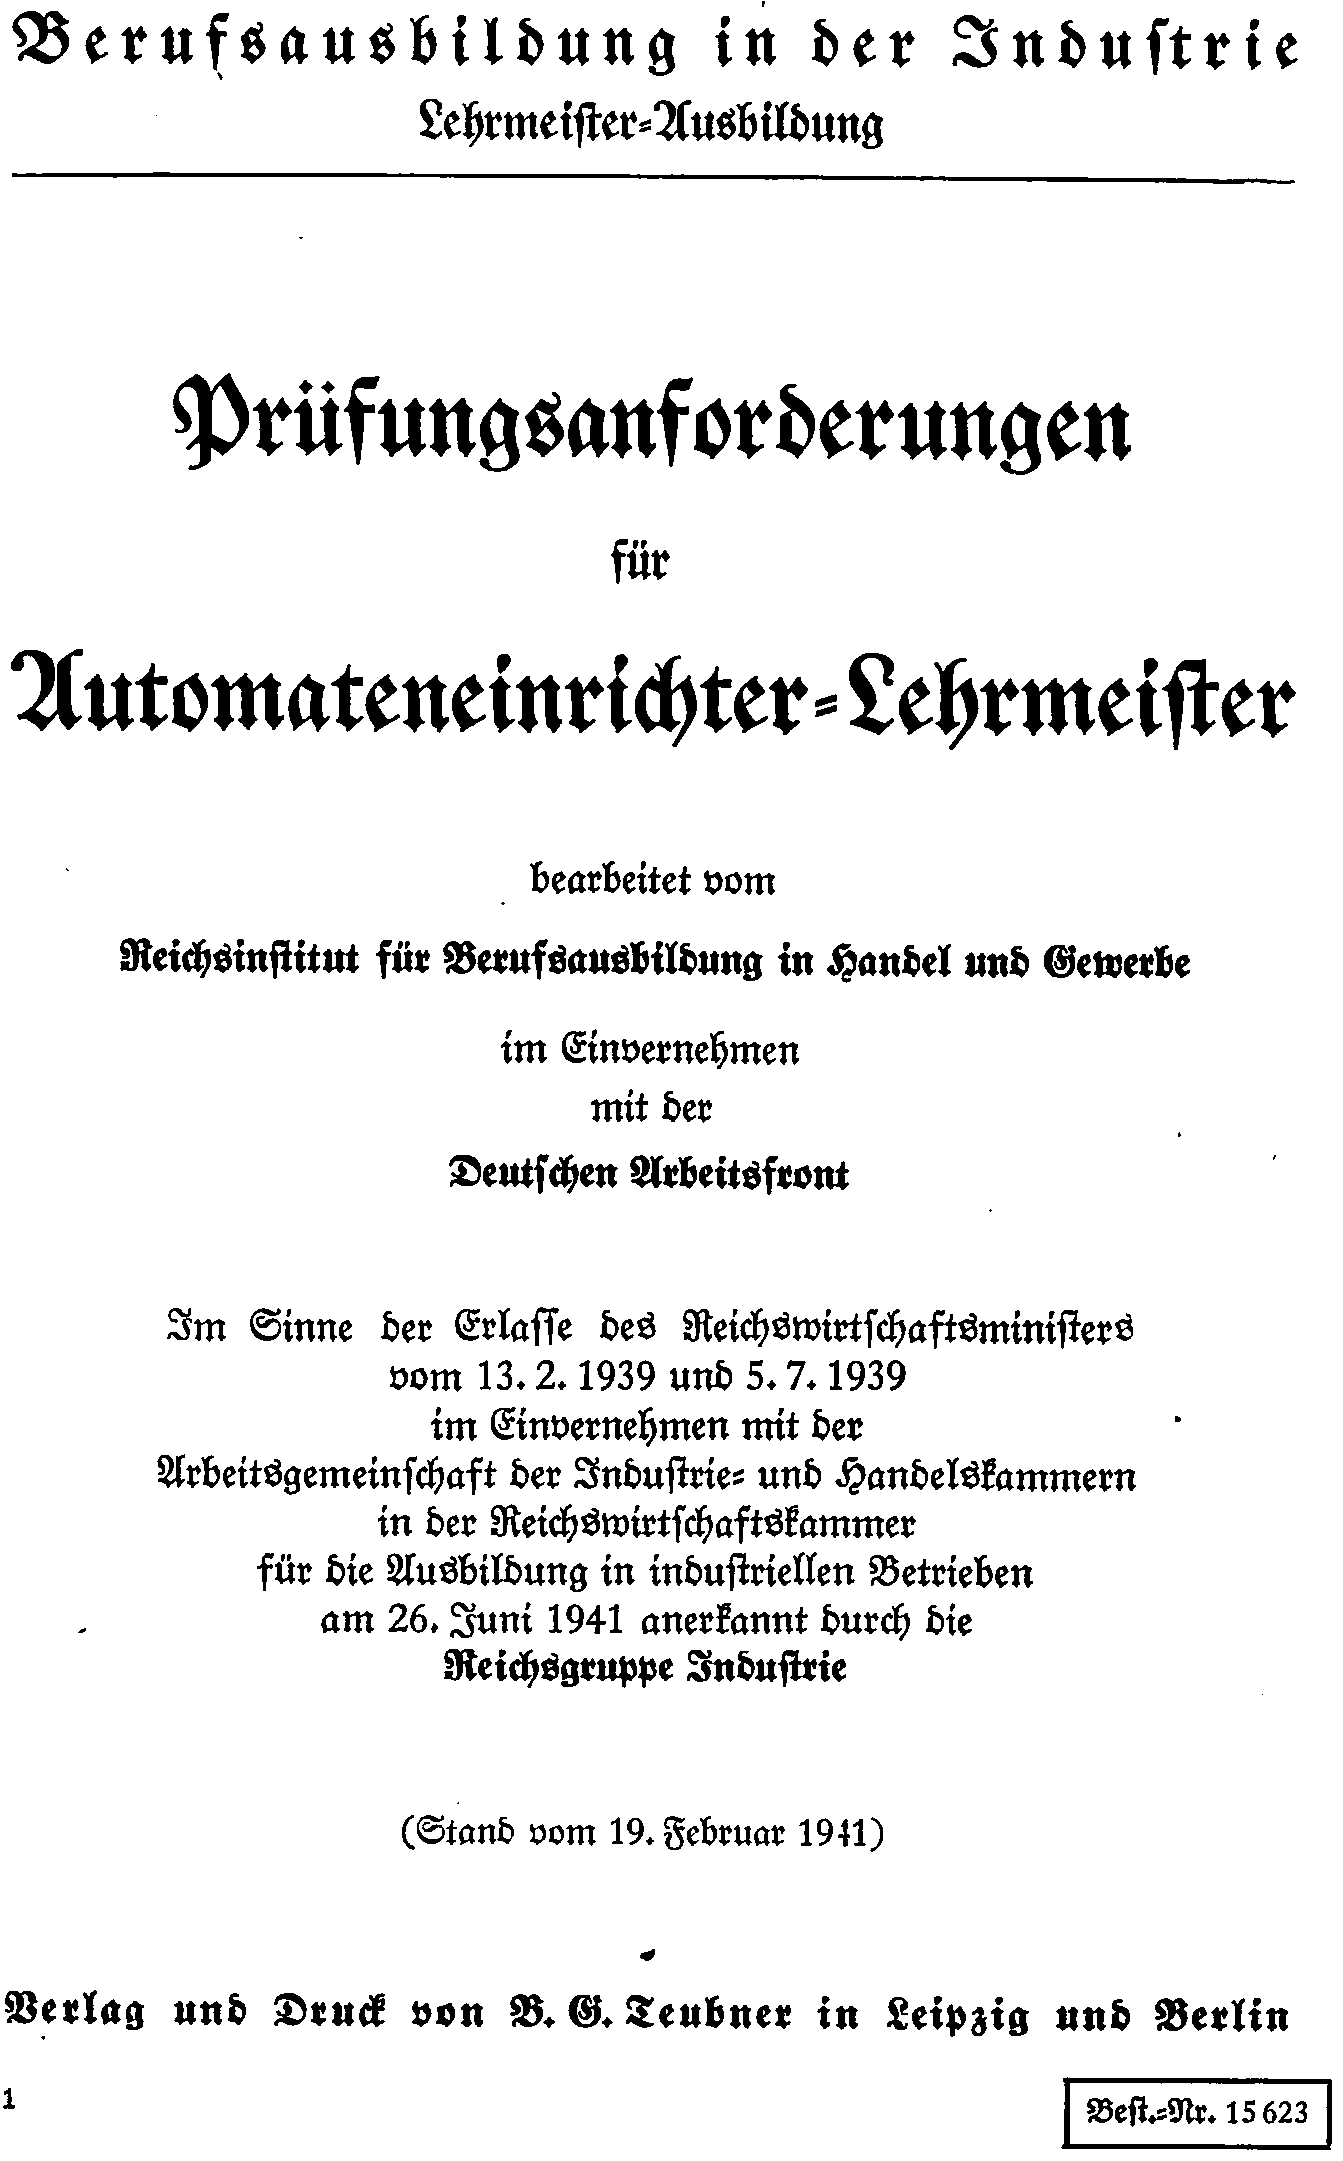 Berufsausbildung in der Industrie
Lehrmeister-Ausbildung
Prüfungsanforderungen
für
Automateneinrichter-Lehrmeister
bearbeitet vom
Reichsinstitut für Berufsausbildung in Handel und Gewerbe
im Einvernehmen
mit der
Deutschen Arbeitsfront
Im Sinne der Erlasse des Reichswirtschaftsministers
vom 13. 2. 1939 und 5. 7. 1939
im Einvernehmen mit der
Arbeitsgemeinschaft der Industrie- und Handelskammern
in der Reichswirtschaftskammer
für die Ausbildung in industriellen Betrieben
am 26. Juni 1941 anerkannt durch die
Reichsgruppe Industrie
(Stand vom 19. Februar 1941)
Verlag und Druck von B. G. Teubner in Leipzig und Berlin
1
Best.-Nr. 15 623